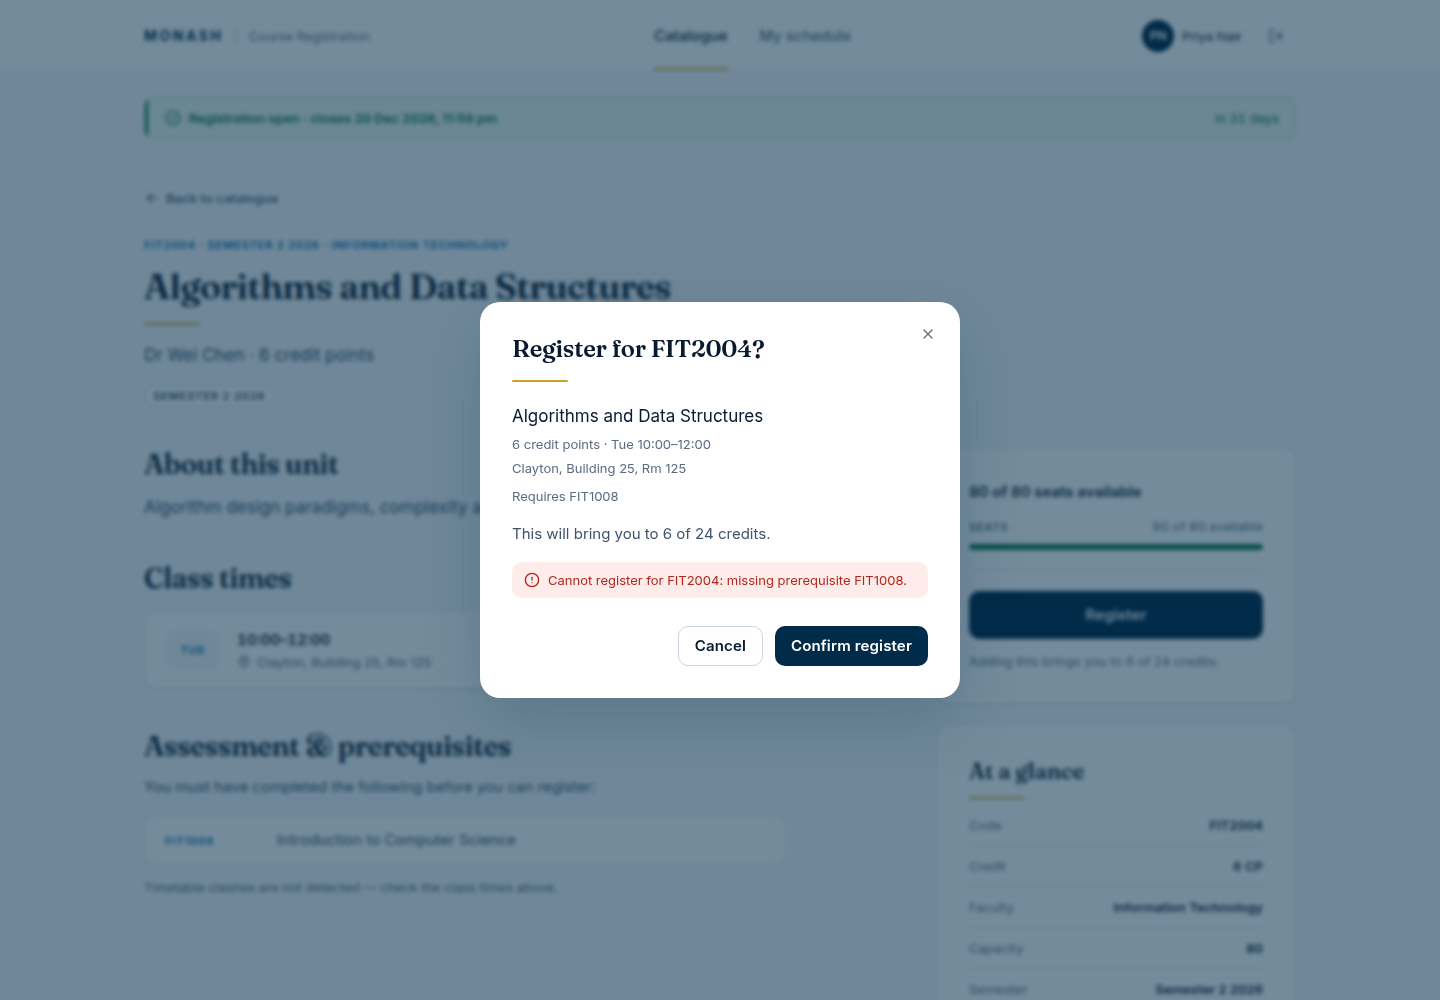 MONASH
Course Registration
Catalogue
My schedule
PN
Priya Nair
Registration open · closes 20 Dec 2026, 11:59 pm
in 31 days
Back to catalogue
FIT2004 · SEMESTER 2 2026 · INFORMATION TECHNOLOGY
Algorithms and Data Structures
Dr Wei Chen · 6 credit points
SEMESTER 2 2026
About this unit
Algorithm design paradigms, complexity
Class times
TUE
10:00–12:00
Clayton, Building 25, Rm 125
Assessment & prerequisites
You must have completed the following before you can register:
FIT1008
Introduction to Computer Science
Timetable clashes are not detected — check the class times above.
Register for FIT2004?
Algorithms and Data Structures
6 credit points · Tue 10:00–12:00
Clayton, Building 25, Rm 125
Requires FIT1008
This will bring you to 6 of 24 credits.
Cannot register for FIT2004: missing prerequisite FIT1008.
Cancel
Confirm register
80 of 80 seats available
SEATS
80 of 80 available
Register
Adding this brings you to 6 of 24 credits.
At a glance
Code
FIT2004
Credit
6 CP
Faculty
Information Technology
Capacity
80
Semester
Semester 2 2026